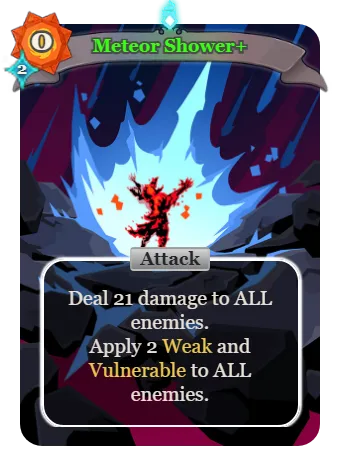 0
Meteor Shower+
2
Attack
Deal 21 damage to ALL
enemies.
Apply 2 Weak and
Vulnerable to ALL
enemies.